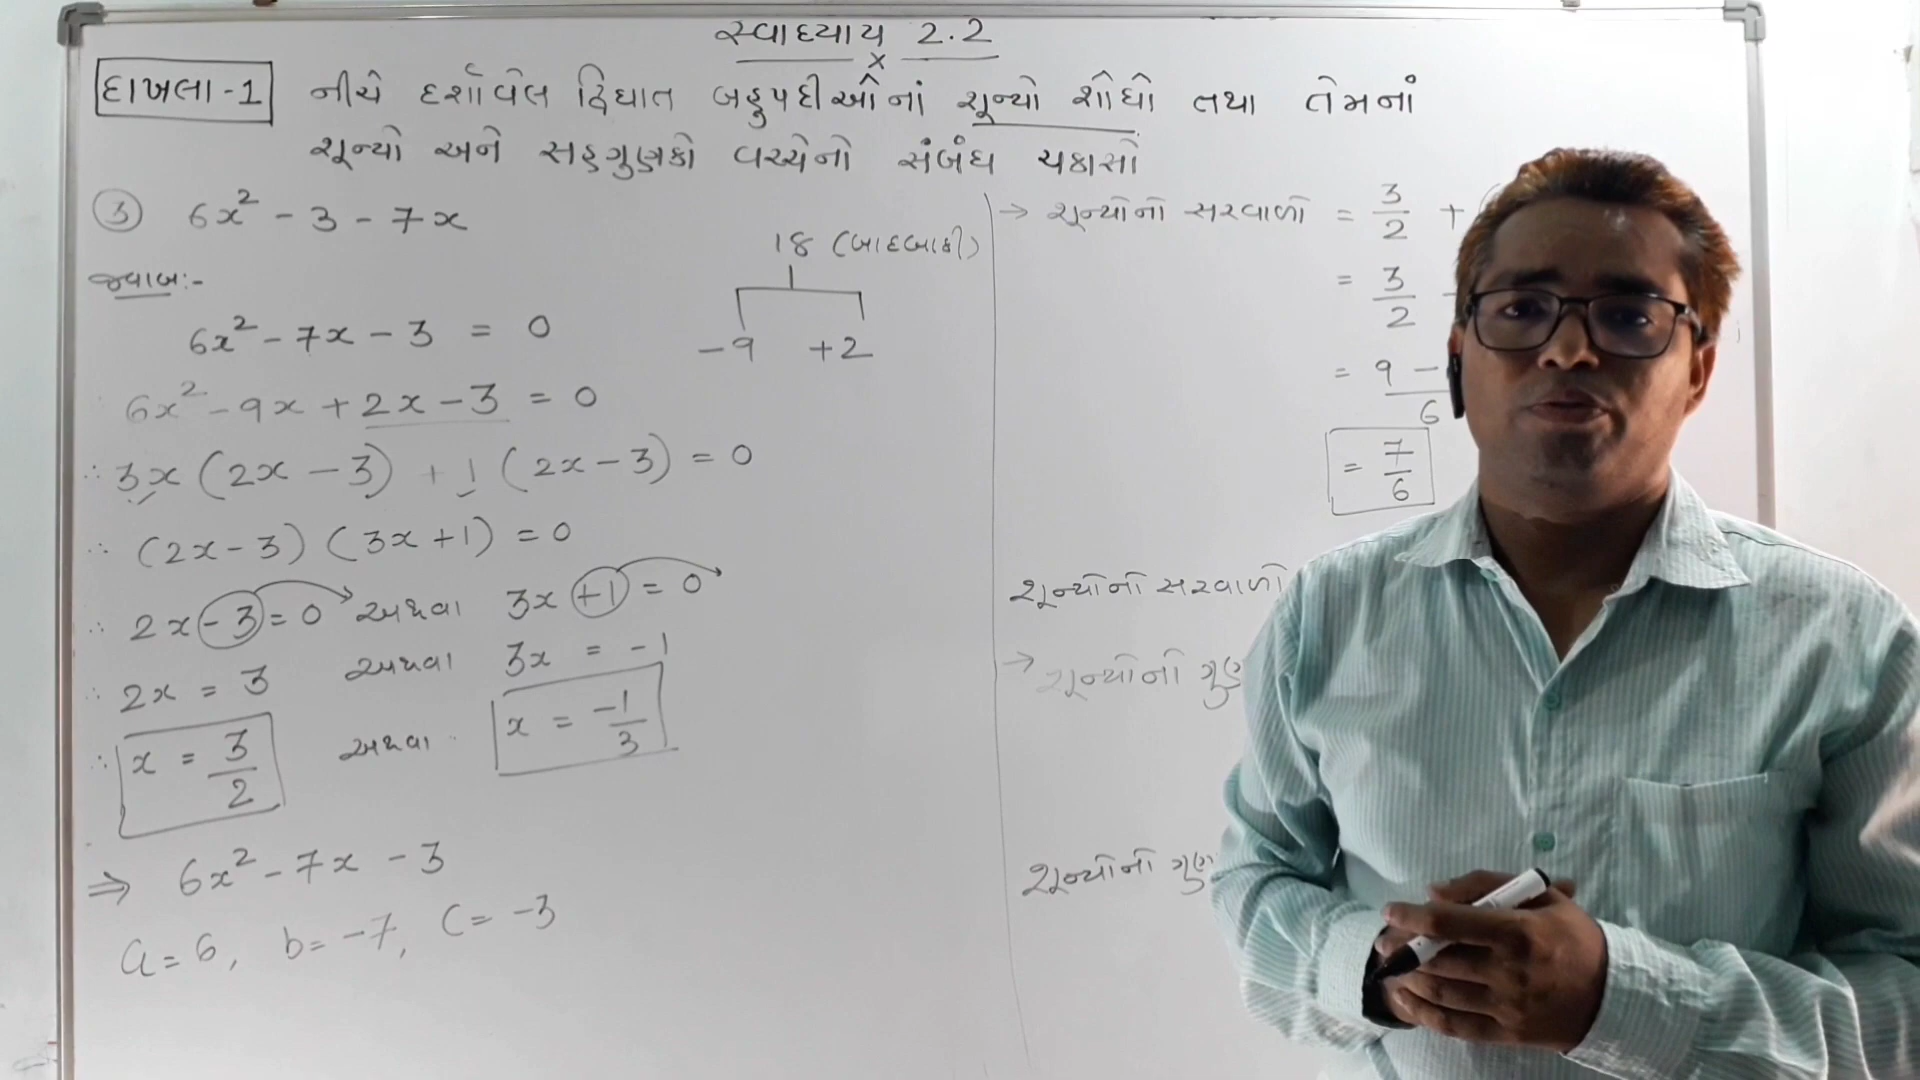 સ્વાધ્યાય 2.2
x
દાખલા-1 નીચે દર્શાવેલ દ્વિઘાત બહુપદીઓનાં શૂન્યો શોધો તથા તેમનાં
શૂન્યો અને સહગુણકો વચ્ચેનો સંબંધ ચકાસો
③ 6x² - 3 - 7x
જવાબ:-
6x² - 7x - 3 = 0
18 (બાદબાકી)
-9 +2
6x² - 9x + 2x - 3 = 0
∴ 3x (2x - 3) + 1 (2x - 3) = 0
∴ (2x - 3) (3x + 1) = 0
∴ 2x - 3 = 0 અથવા 3x + 1 = 0
∴ 2x = 3 અથવા 3x = -1
∴ x = 3/2 અથવા x = -1/3
⇒ 6x² - 7x - 3
a = 6, b = -7, c = -3
→ શૂન્યોનો સરવાળો = 3/2 +
= 3/2 -
= 9 - / 6
= 7/6
શૂન્યોનો સરવાળો
→ શૂન્યોનો
શૂન્યોનો